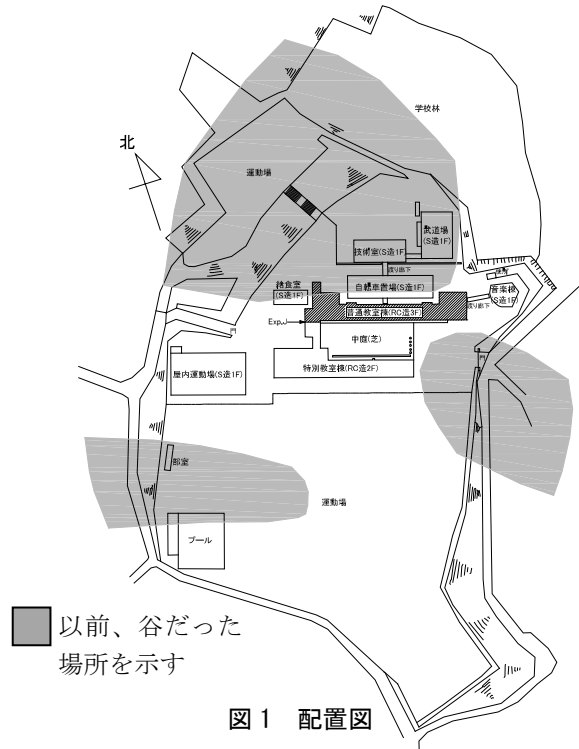 学校林
北
運動場
武道場
(S造1F)
技術室(S造1F)
渡り廊下
給食室
(S造1F)
自転車置場(S造1F)
音楽棟
(S造1F)
渡り廊下
普通教室棟(RC造3F)
Exp.J
中庭(芝)
門
門
屋内運動場(S造1F)
特別教室棟(RC造2F)
部室
運動場
プール
以前、谷だった
場所を示す
図1 配置図